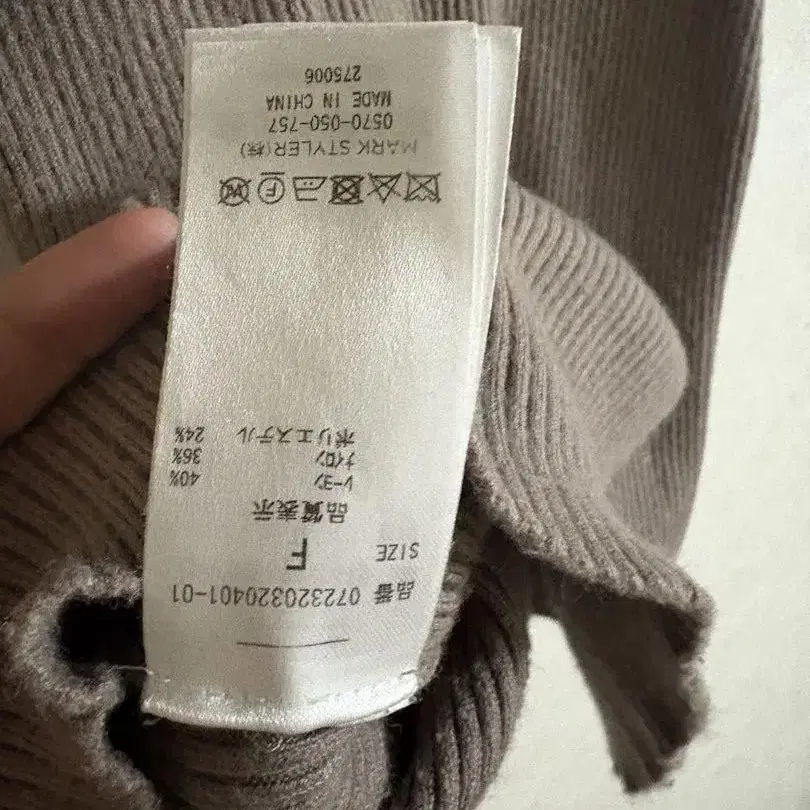 品番 072320320401-01
SIZE F
品質表示
レーヨン 40%
ナイロン 36%
ポリエステル 24%
MARK STYLER(株)
0570-050-757
MADE IN CHINA
275006